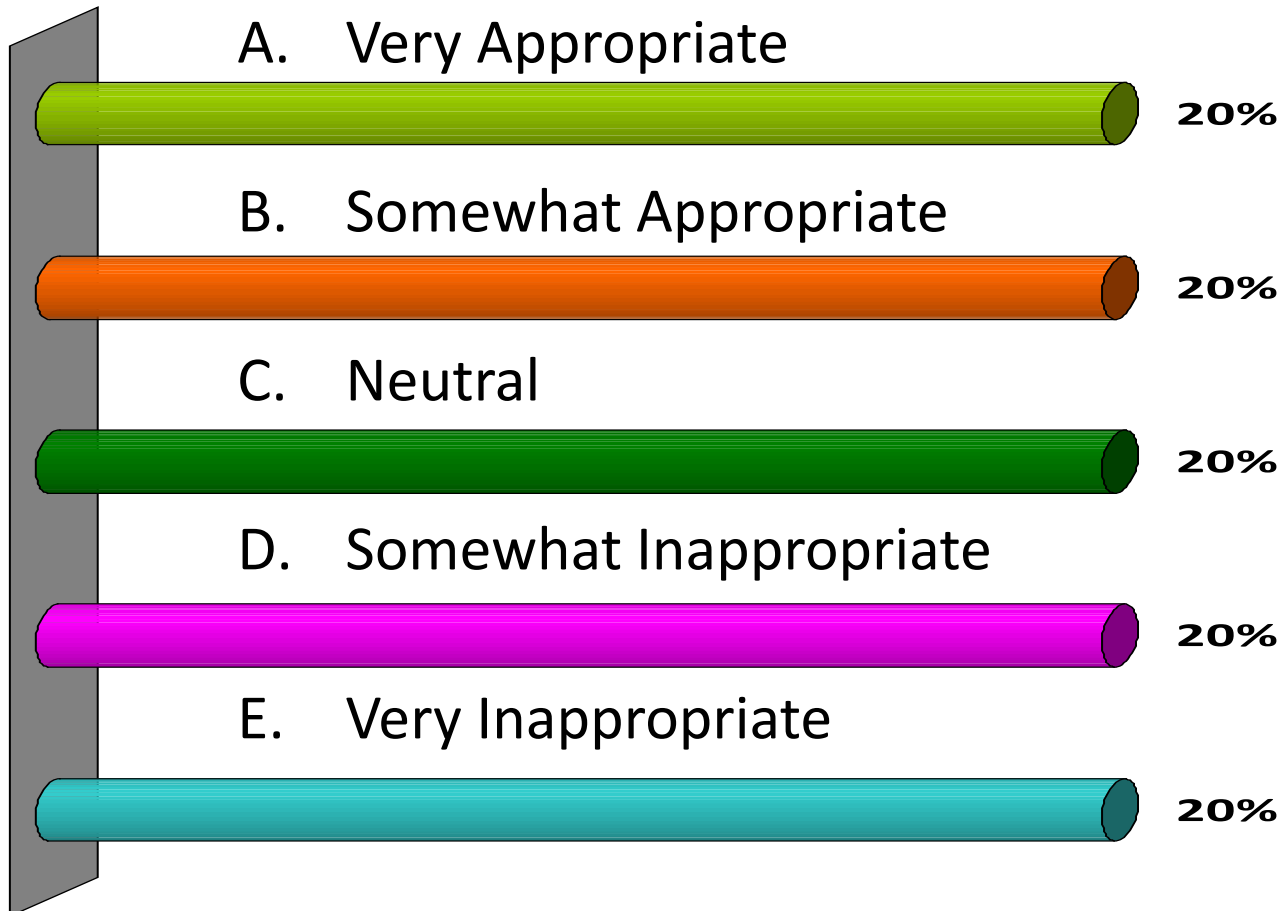 A. Very Appropriate
20%
B. Somewhat Appropriate
20%
C. Neutral
20%
D. Somewhat Inappropriate
20%
E. Very Inappropriate
20%